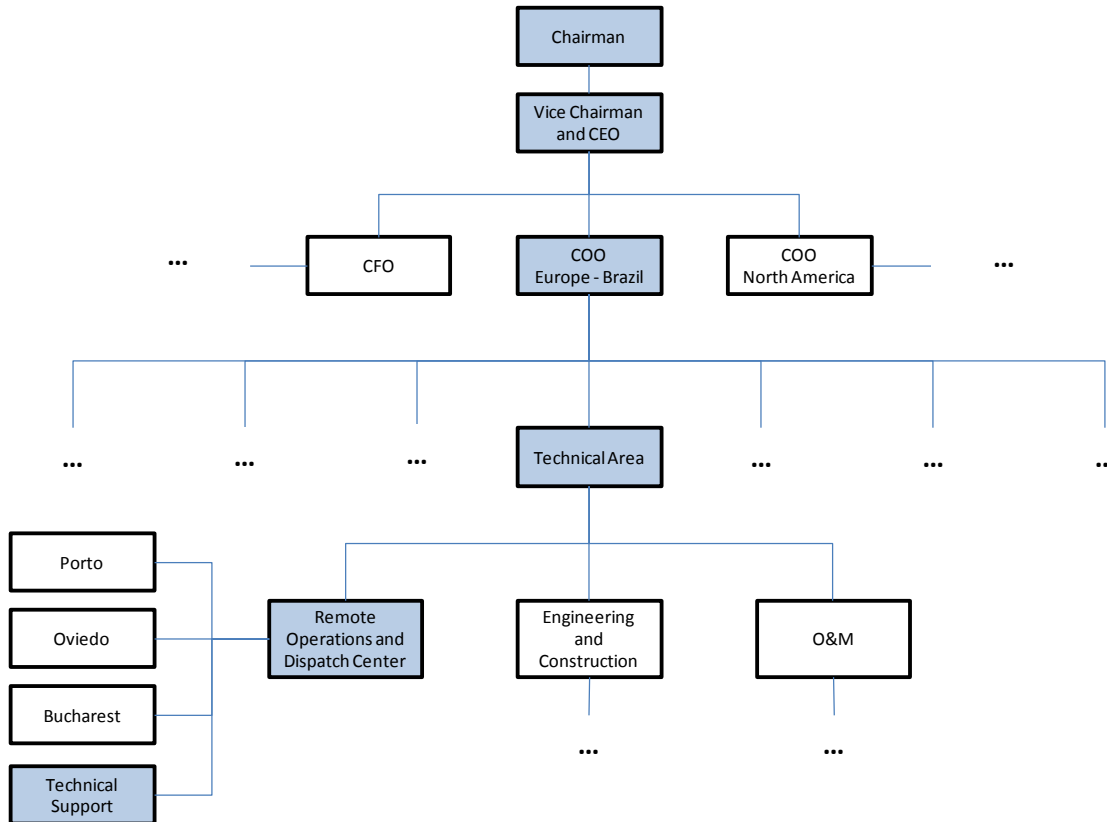 Chairman
Vice Chairman
and CEO
...
CFO
COO
Europe - Brazil
COO
North America
...
...
...
...
Technical Area
...
...
...
Porto
Oviedo
Bucharest
Technical
Support
Remote
Operations and
Dispatch Center
Engineering
and
Construction
O&M
...
...